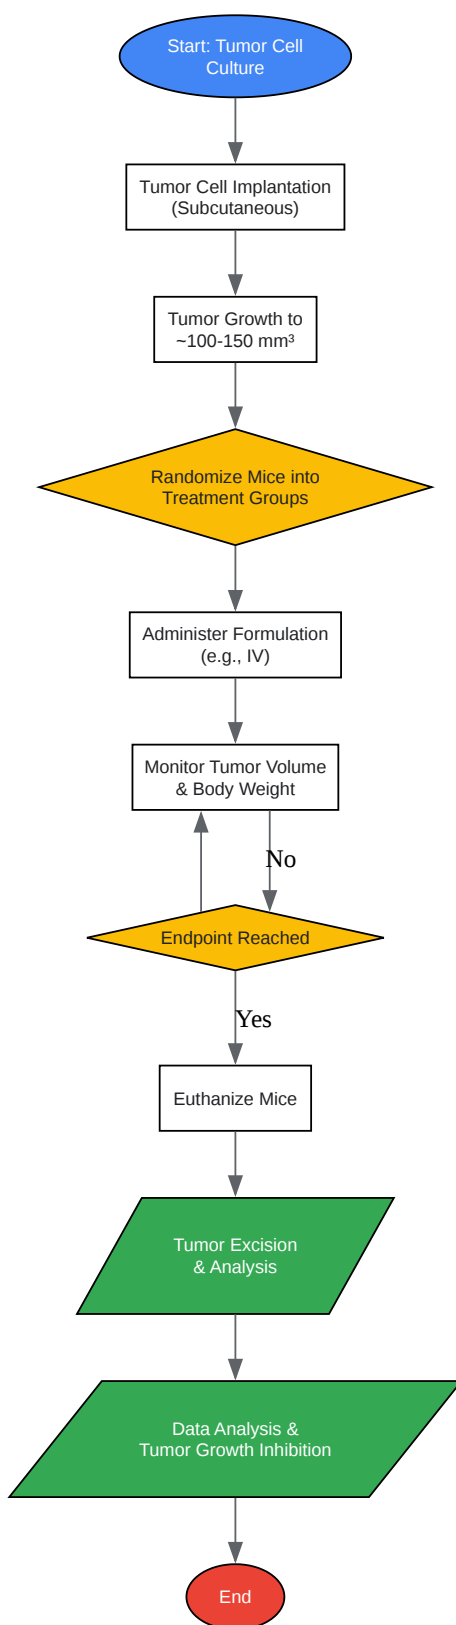 Start: Tumor Cell
Culture
Tumor Cell Implantation
(Subcutaneous)
Tumor Growth to
~100-150 mm³
Randomize Mice into
Treatment Groups
Administer Formulation
(e.g., IV)
Monitor Tumor Volume
& Body Weight
No
Endpoint Reached
Yes
Euthanize Mice
Tumor Excision
& Analysis
Data Analysis &
Tumor Growth Inhibition
End